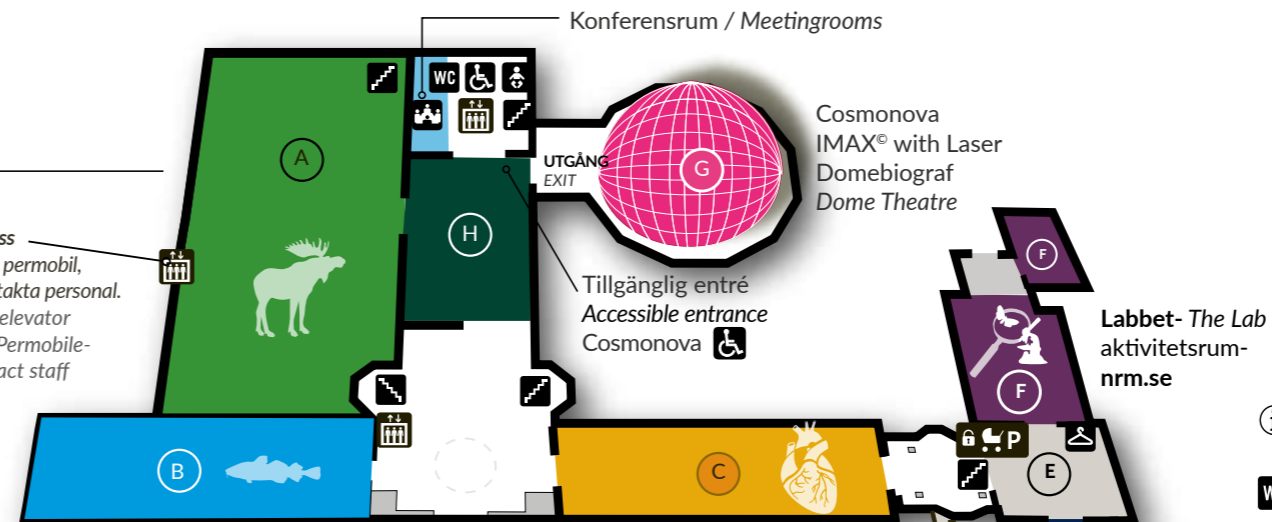 Konferensrum / Meetingrooms
WC
A
UTGÅNG
EXIT
G
Cosmonova
IMAX© with Laser
Domebiograf
Dome Theatre
H
F
permobil,
takta personal.
elevator
Permobile-
act staff
Tillgänglig entré
Accessible entrance
Cosmonova
Labbet- The Lab
aktivitetsrum-
nrm.se
F
P
B
C
E